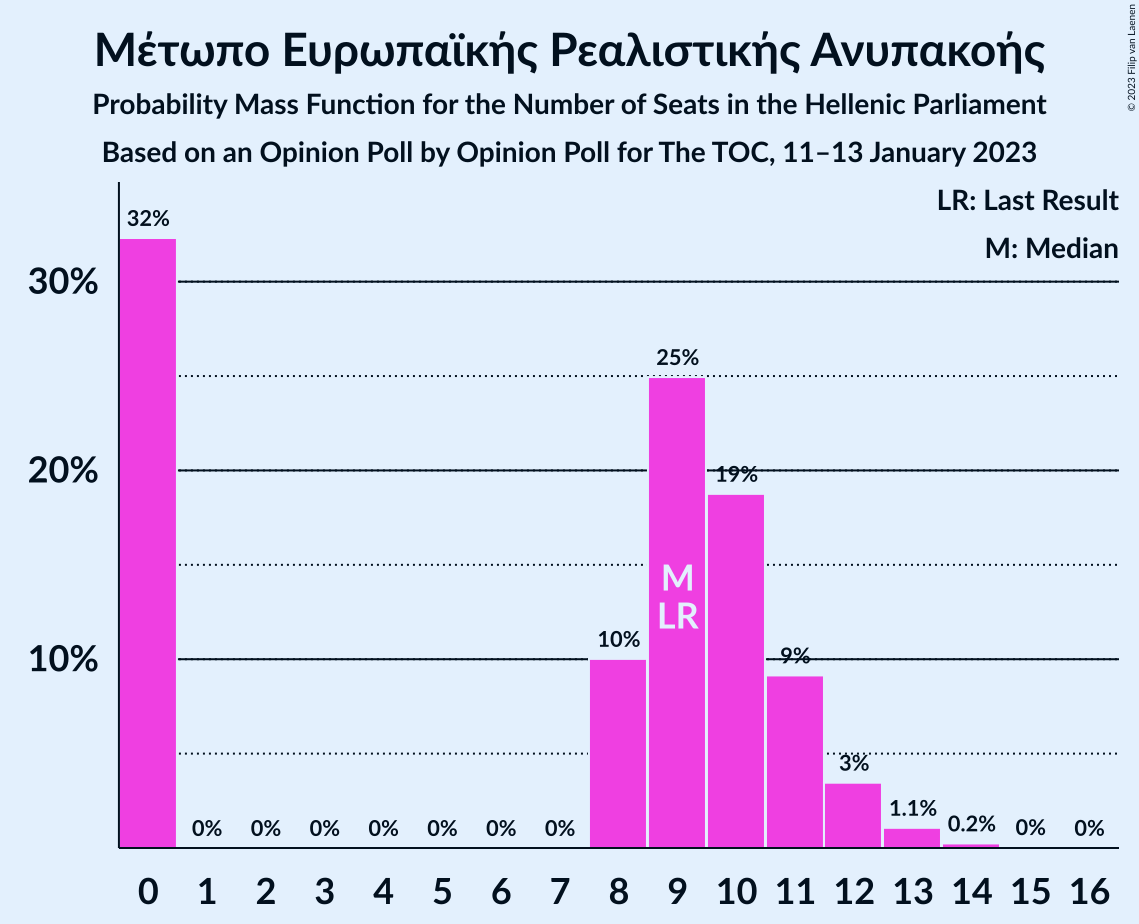 © 2023 Filip van Laenen
Μέτωπο Ευρωπαϊκής Ρεαλιστικής Ανυπακοής
Probability Mass Function for the Number of Seats in the Hellenic Parliament
Based on an Opinion Poll by Opinion Poll for The TOC, 11–13 January 2023
LR: Last Result
M: Median
32%
30%
25%
20%
19%
M
LR
10%
10%
9%
3%
1.1%
0.2%
0% 0% 0% 0% 0% 0% 0% 0% 0%
0 1 2 3 4 5 6 7 8 9 10 11 12 13 14 15 16